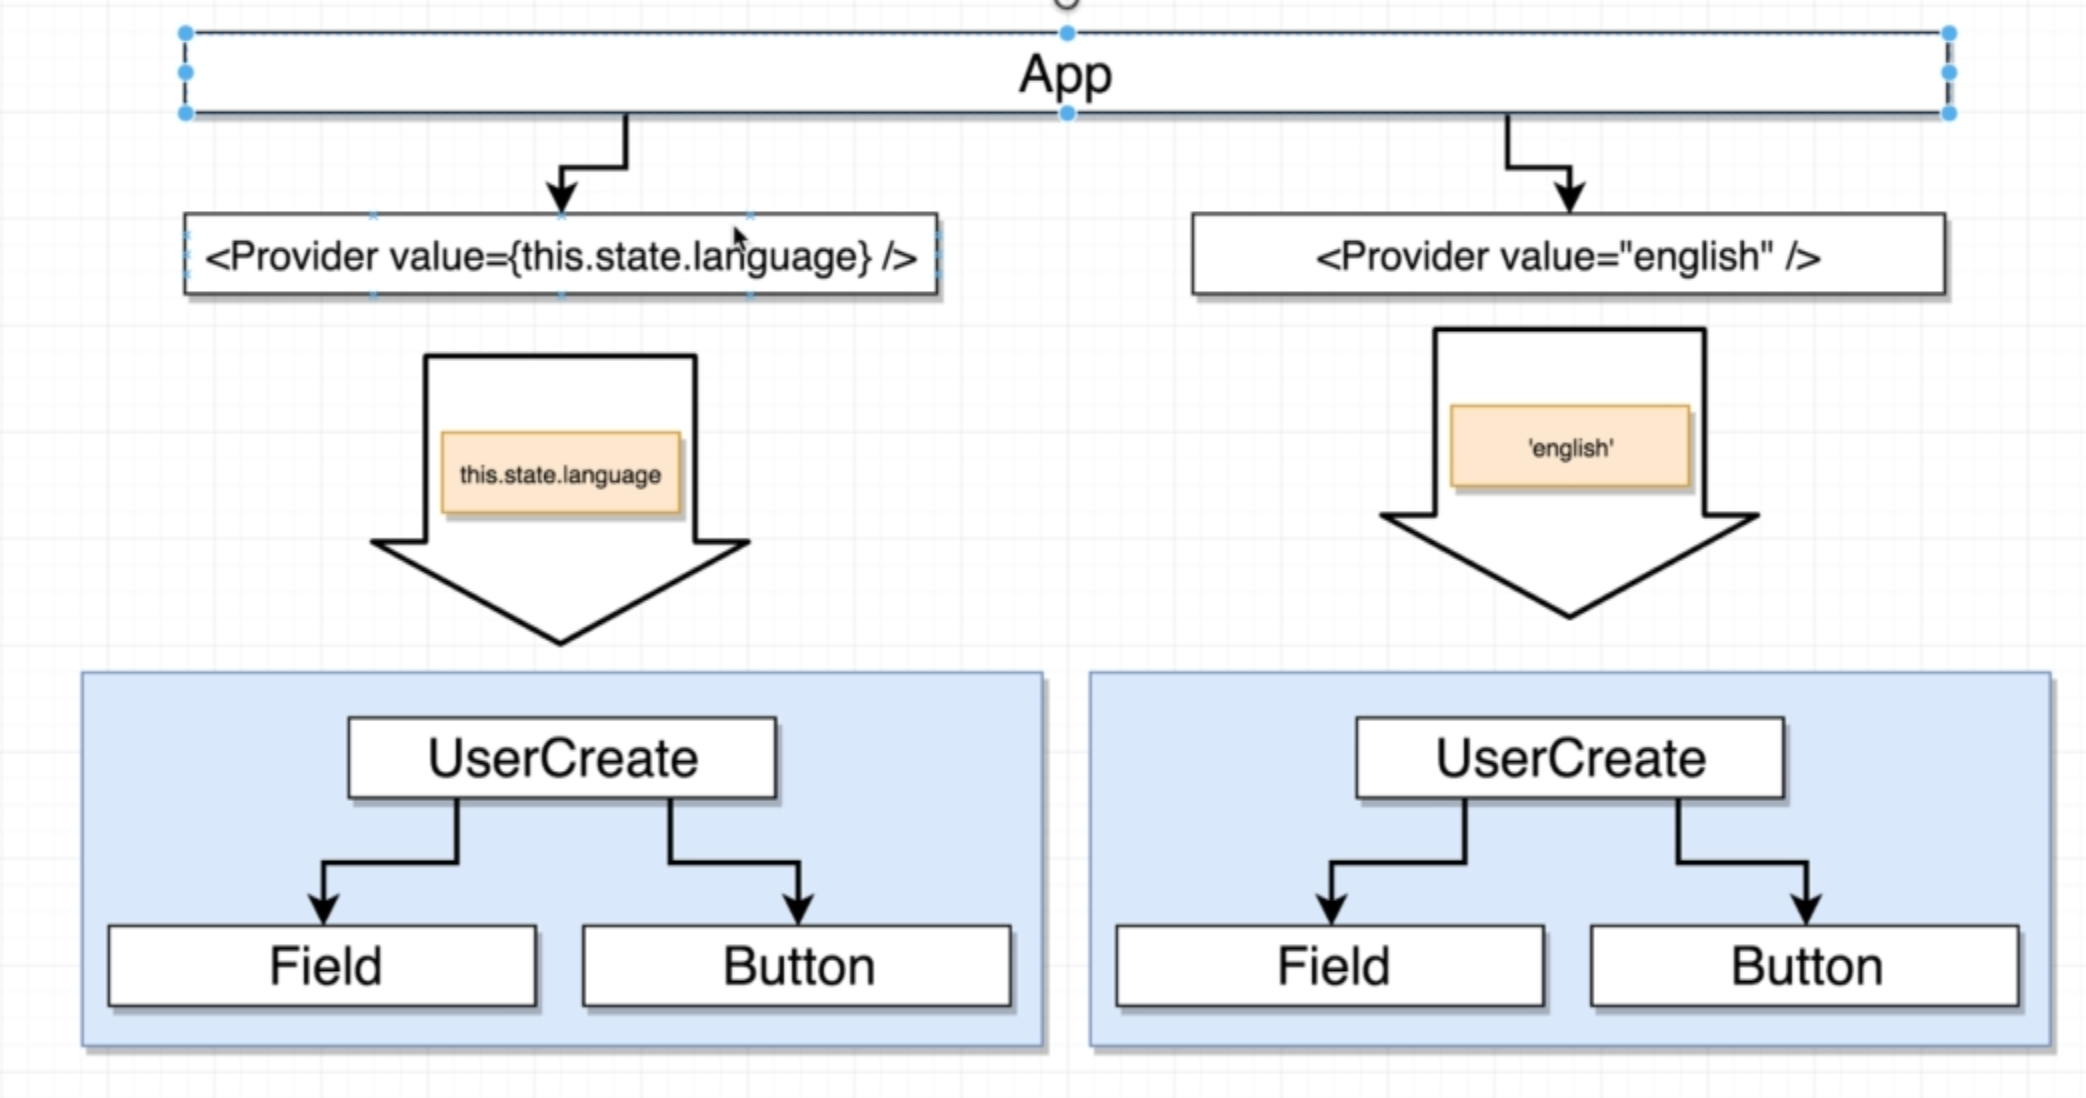 App
<Provider value={this.state.language} />
<Provider value="english" />
this.state.language
'english'
UserCreate
UserCreate
Field
Button
Field
Button